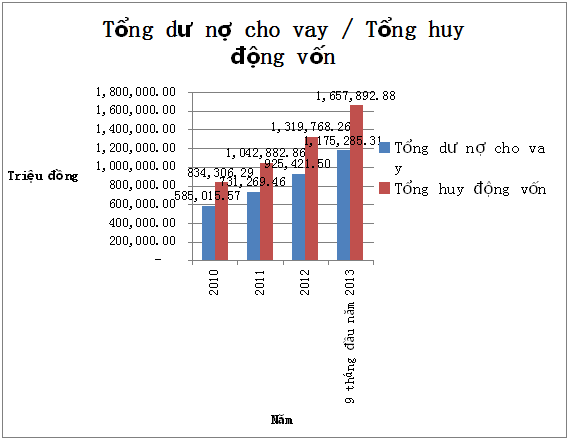 Tổng dư nợ cho vay / Tổng huy
động vốn
1,800,000.00
1,600,000.00
1,400,000.00
1,200,000.00
1,000,000.00
800,000.00
600,000.00
400,000.00
200,000.00
-
Triệu đồng
585,015.57
834,306.29
731,269.46
1,042,882.86
925,421.50
1,319,768.26
1,175,285.31
1,657,892.88
2010
2011
2012
9 tháng đầu năm 2013
Năm
Tổng dư nợ cho va
y
Tổng huy động vốn